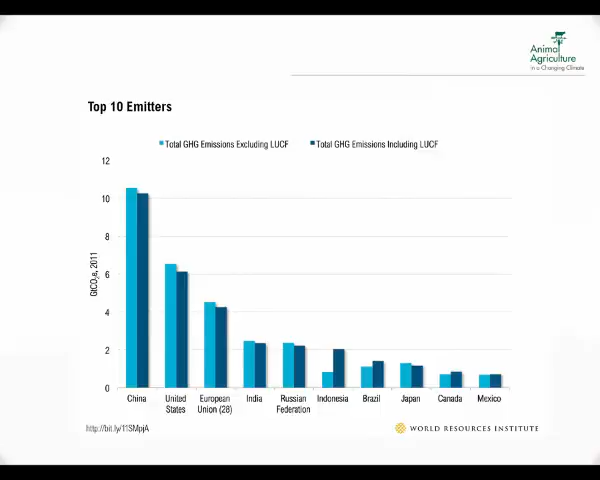 Animal
Agriculture
in a Changing Climate
Top 10 Emitters
Total GHG Emissions Excluding LUCF
Total GHG Emissions Including LUCF
12
10
8
6
4
2
0
GtCO₂e, 2011
China
United
States
European
Union (28)
India
Russian
Federation
Indonesia
Brazil
Japan
Canada
Mexico
http://bit.ly/11SMpjA
WORLD RESOURCES INSTITUTE